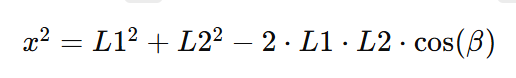 x² = L1² + L2² − 2 · L1 · L2 · cos(β)